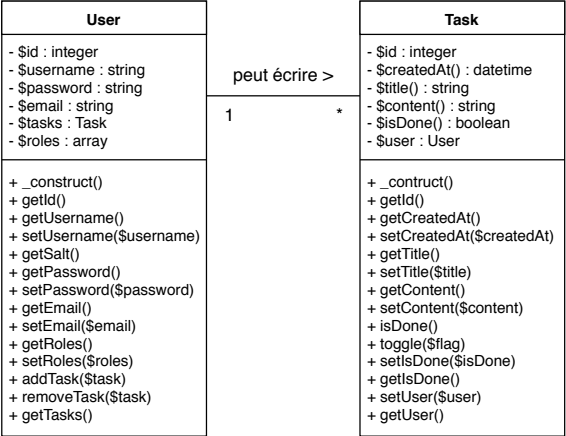 User
- $id : integer
- $username : string
- $password : string
- $email : string
- $tasks : Task
- $roles : array
+ _construct()
+ getId()
+ getUsername()
+ setUsername($username)
+ getSalt()
+ getPassword()
+ setPassword($password)
+ getEmail()
+ setEmail($email)
+ getRoles()
+ setRoles($roles)
+ addTask($task)
+ removeTask($task)
+ getTasks()
peut écrire >
1 *
Task
- $id : integer
- $createdAt() : datetime
- $title() : string
- $content() : string
- $isDone() : boolean
- $user : User
+ _contruct()
+ getId()
+ getCreatedAt()
+ setCreatedAt($createdAt)
+ getTitle()
+ setTitle($title)
+ getContent()
+ setContent($content)
+ isDone()
+ toggle($flag)
+ setIsDone($isDone)
+ getIsDone()
+ setUser($user)
+ getUser()